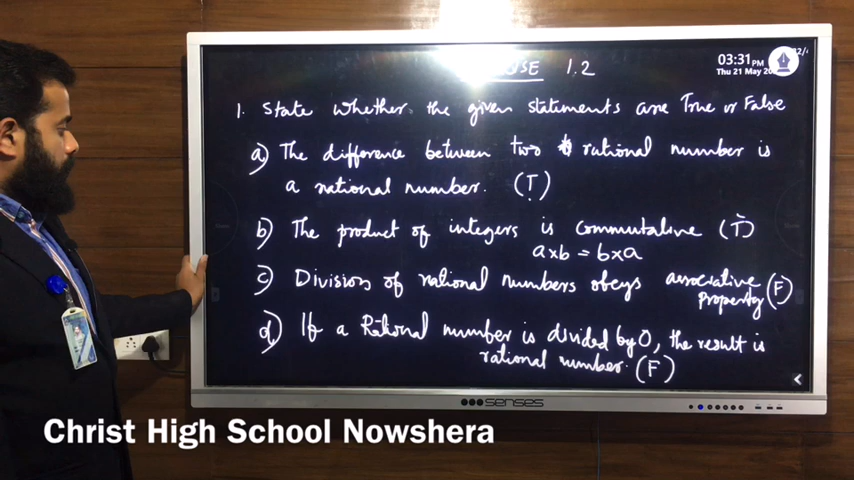 1.2
03:31 PM
Thu 21 May
1. State whether the given statements are True or False
a) The difference between two rational number is
a rational number. (T)
b) The product of integers is commutative (T)
a×b = b×a
c) Division of rational numbers obeys associative
property (F)
d) If a Rational number is divided by 0, the result is
rational number. (F)
senses
Christ High School Nowshera